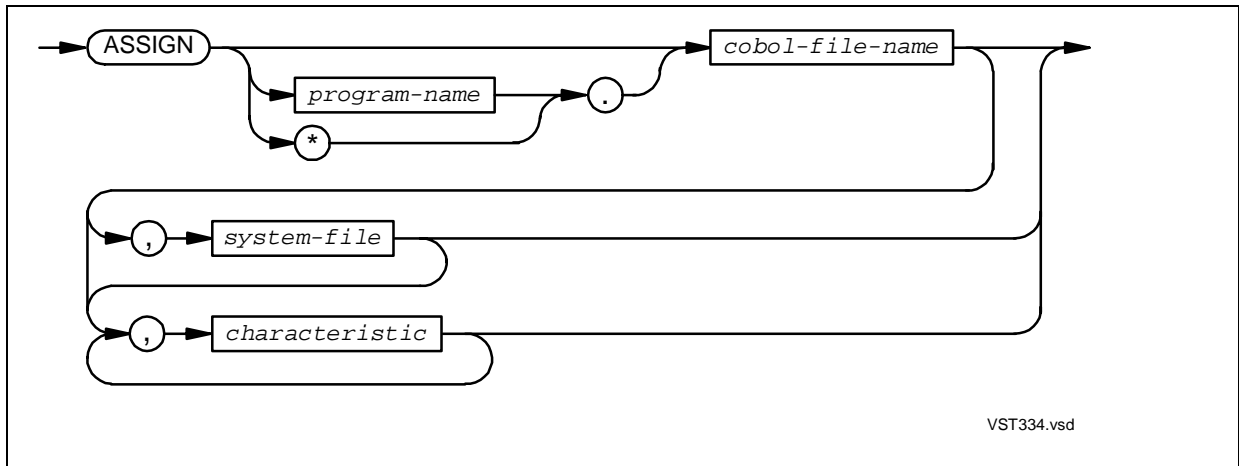 ASSIGN
cobol-file-name
program-name
.
*
,
system-file
,
characteristic
VST334.vsd